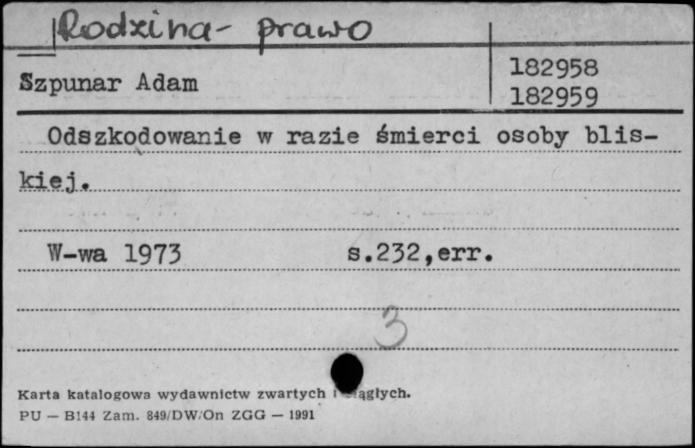 Rodzina - prawo
Szpunar Adam
182958
182959
Odszkodowanie w razie śmierci osoby blis-
kiej.
W-wa 1973 s.232,err.
3
Karta katalogowa wydawnictw zwartych i
PU — B144 Zam. 849/DW/On ZGG — 1991